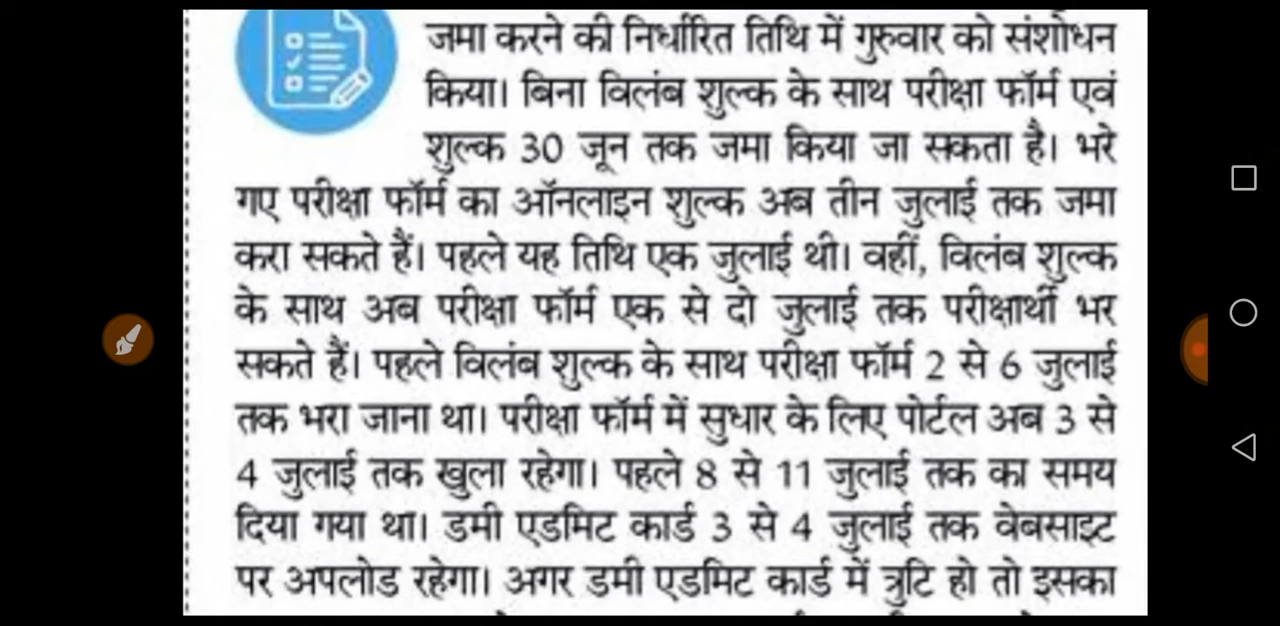 जमा करने की निर्धारित तिथि में गुरुवार को संशोधन
किया। बिना विलंब शुल्क के साथ परीक्षा फॉर्म एवं
शुल्क 30 जून तक जमा किया जा सकता है। भरे
गए परीक्षा फॉर्म का ऑनलाइन शुल्क अब तीन जुलाई तक जमा
करा सकते हैं। पहले यह तिथि एक जुलाई थी। वहीं, विलंब शुल्क
के साथ अब परीक्षा फॉर्म एक से दो जुलाई तक परीक्षार्थी भर
सकते हैं। पहले विलंब शुल्क के साथ परीक्षा फॉर्म 2 से 6 जुलाई
तक भरा जाना था। परीक्षा फॉर्म में सुधार के लिए पोर्टल अब 3 से
4 जुलाई तक खुला रहेगा। पहले 8 से 11 जुलाई तक का समय
दिया गया था। डमी एडमिट कार्ड 3 से 4 जुलाई तक वेबसाइट
पर अपलोड रहेगा। अगर डमी एडमिट कार्ड में त्रुटि हो तो इसका